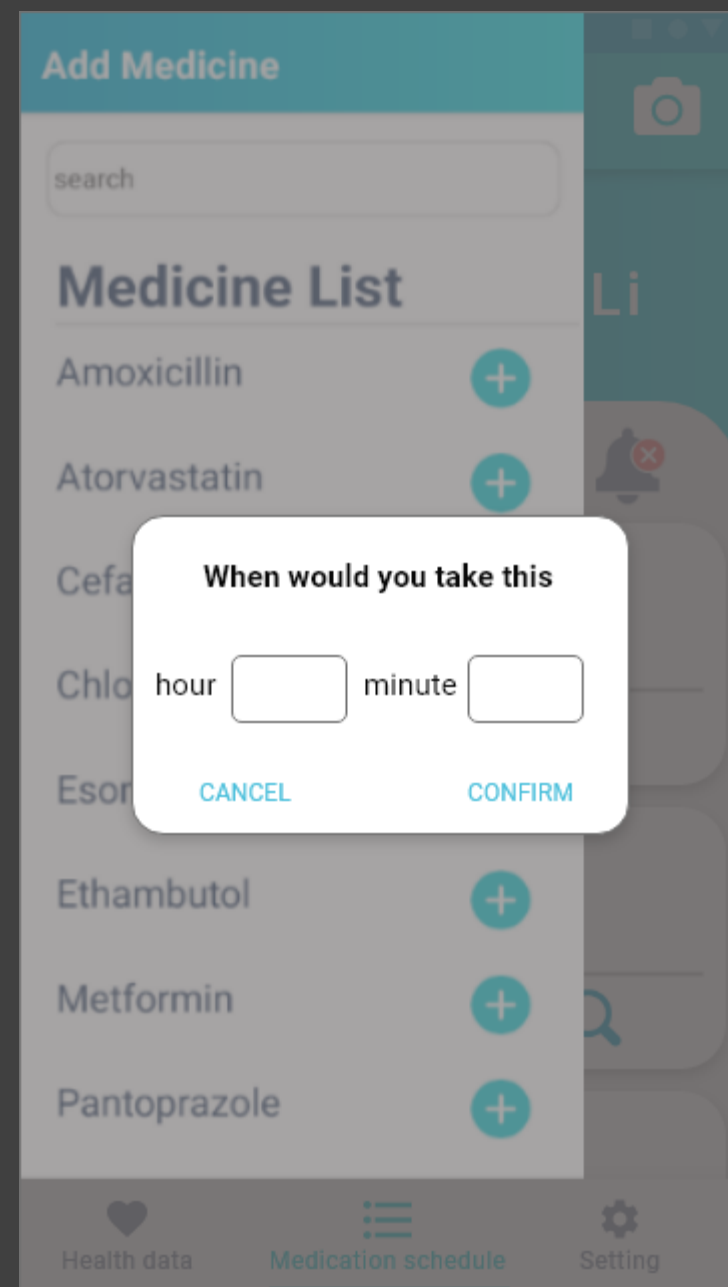 Add Medicine
search
Medicine List
Li
Amoxicillin
Atorvastatin
Cefa
When would you take this
Chlo
hour
minute
Esor
CANCEL
CONFIRM
Ethambutol
Metformin
Pantoprazole
Health data
Medication schedule
Setting